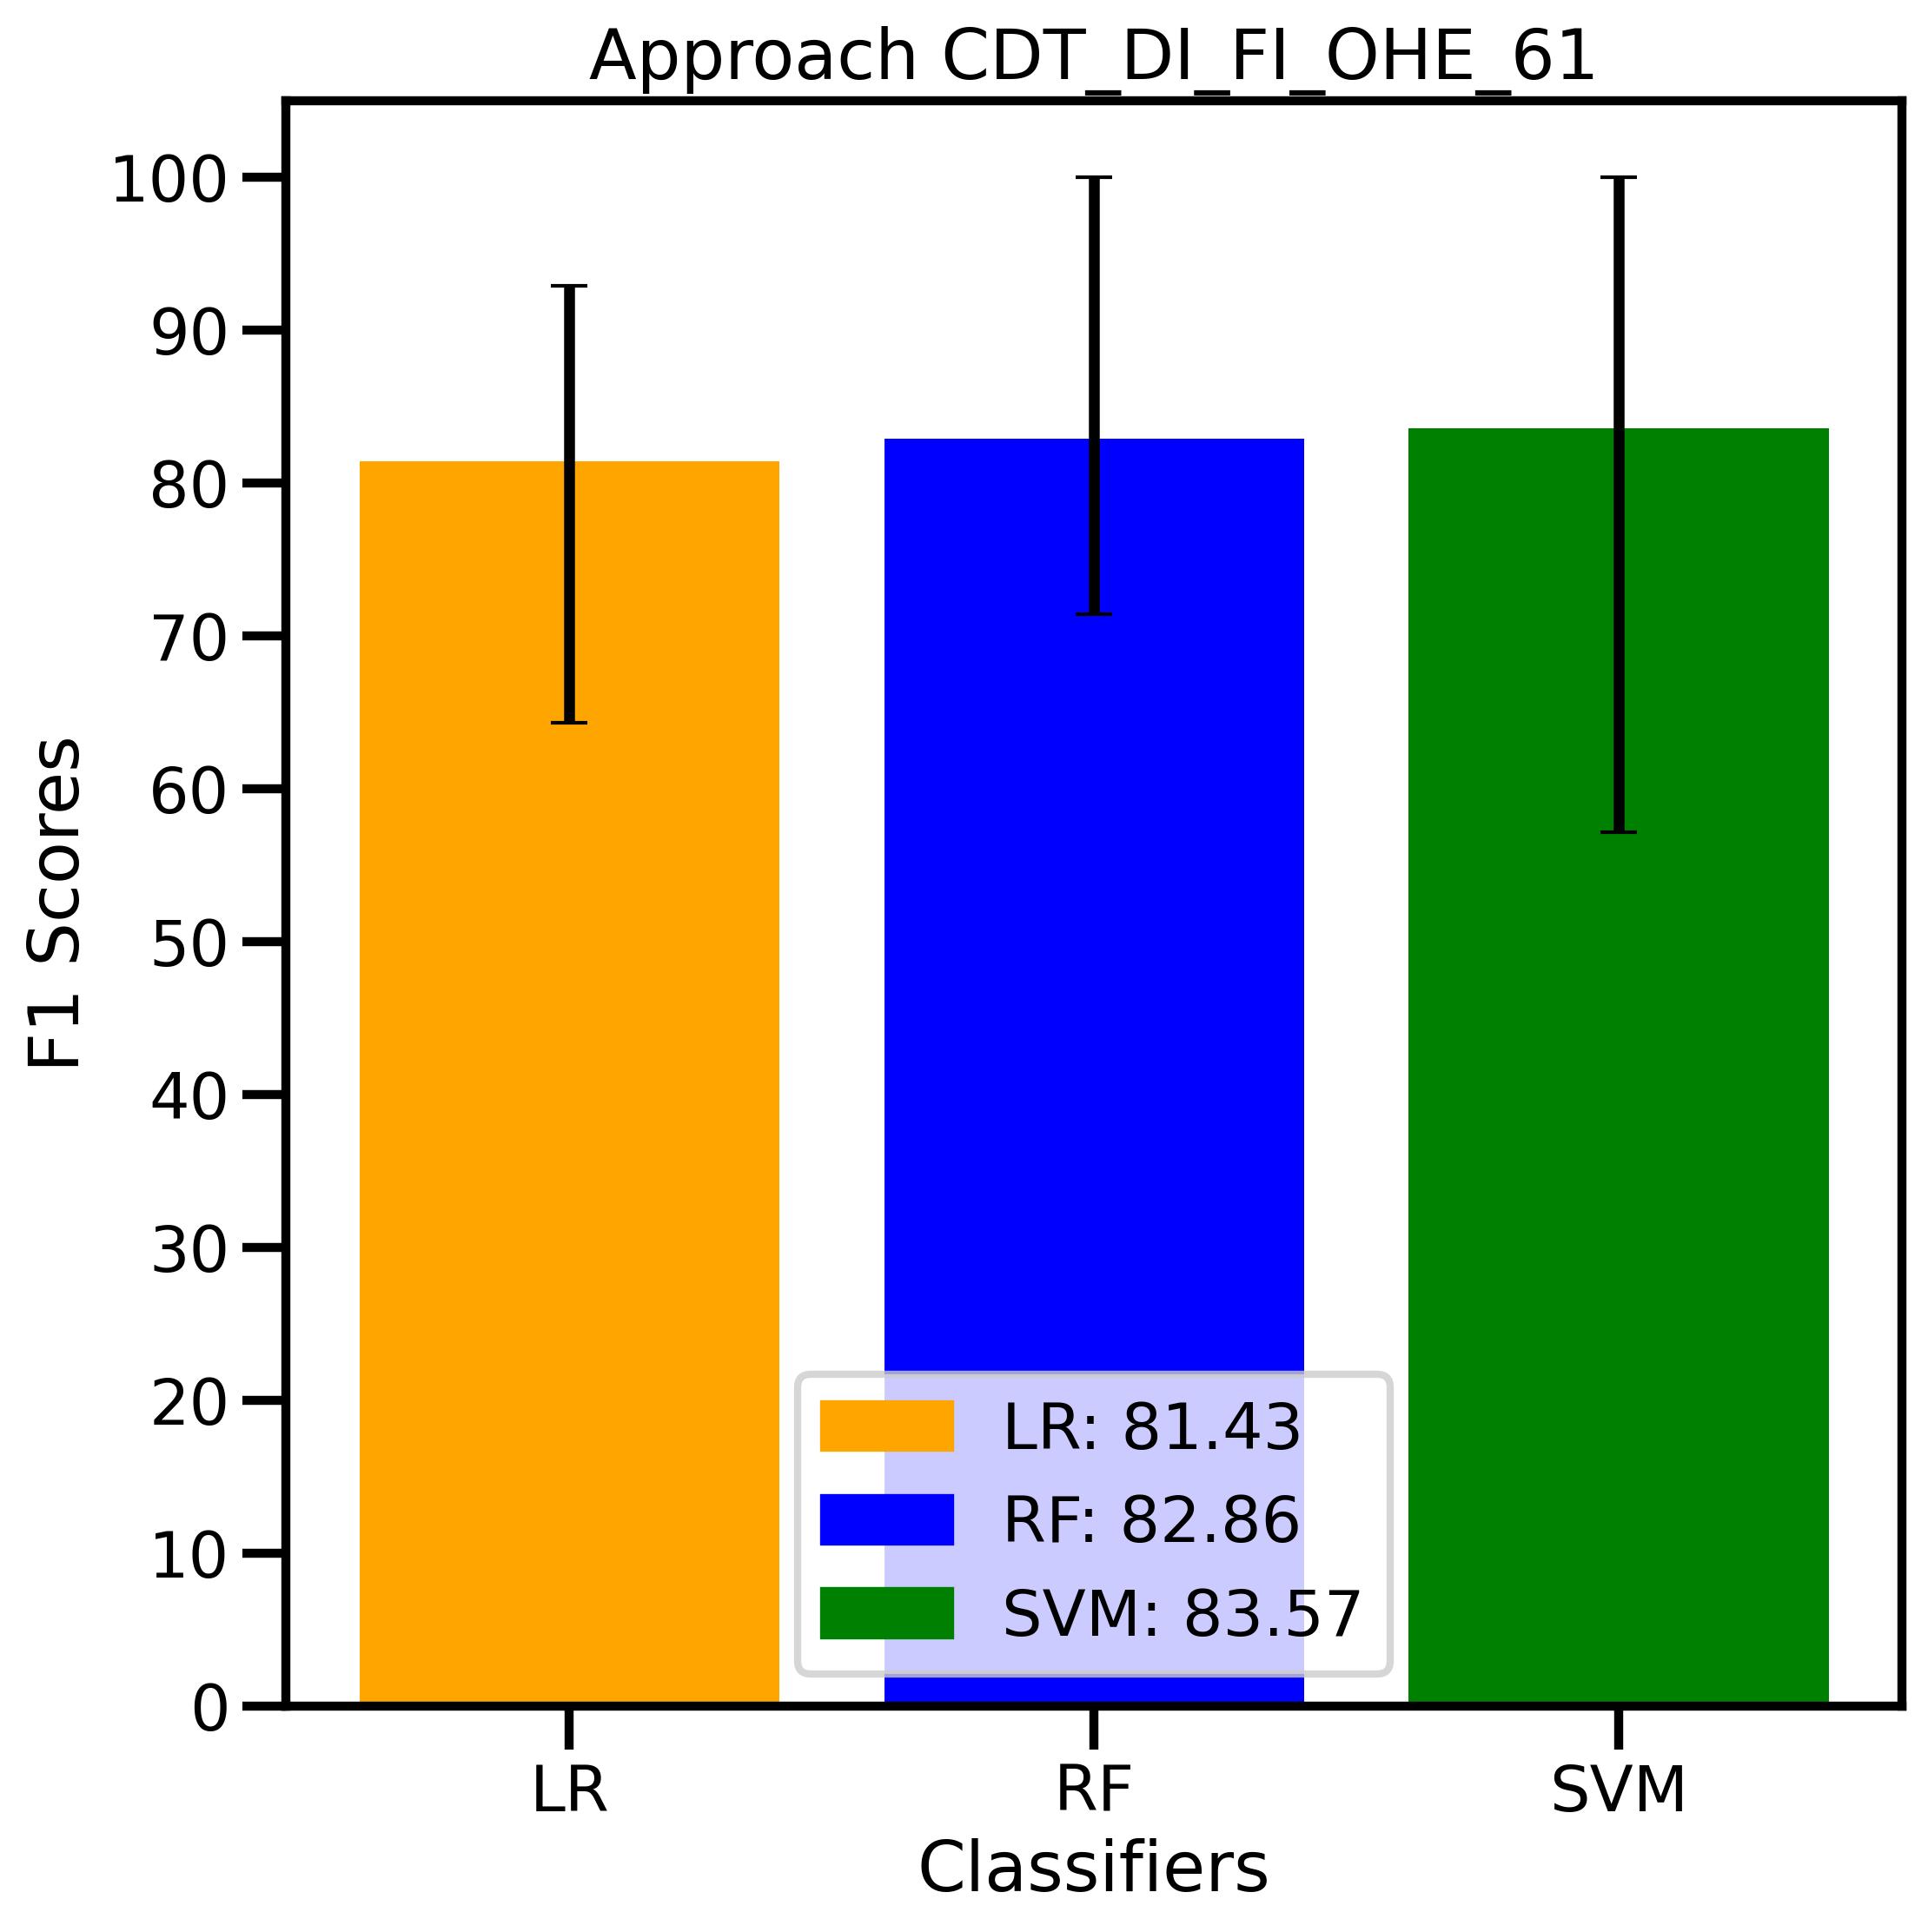 Approach CDT_DI_FI_OHE_61
100
90
80
70
60
50
40
30
20
10
0
F1 Scores
LR: 81.43
RF: 82.86
SVM: 83.57
LR
RF
SVM
Classifiers